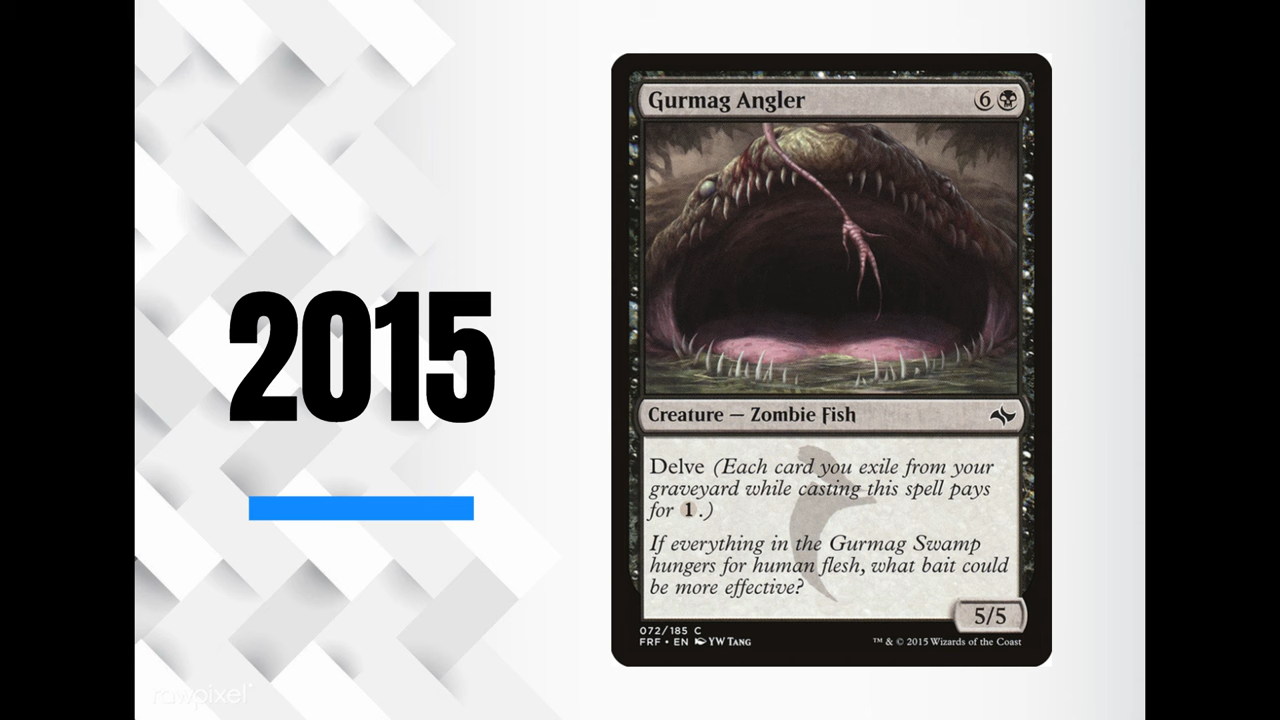 2015
Gurmag Angler 6
Creature — Zombie Fish
Delve (Each card you exile from your
graveyard while casting this spell pays
for 1.)
If everything in the Gurmag Swamp
hungers for human flesh, what bait could
be more effective?
5/5
072/185 C
FRF • EN YW Tang
™ & © 2015 Wizards of the Coast
rawpixel